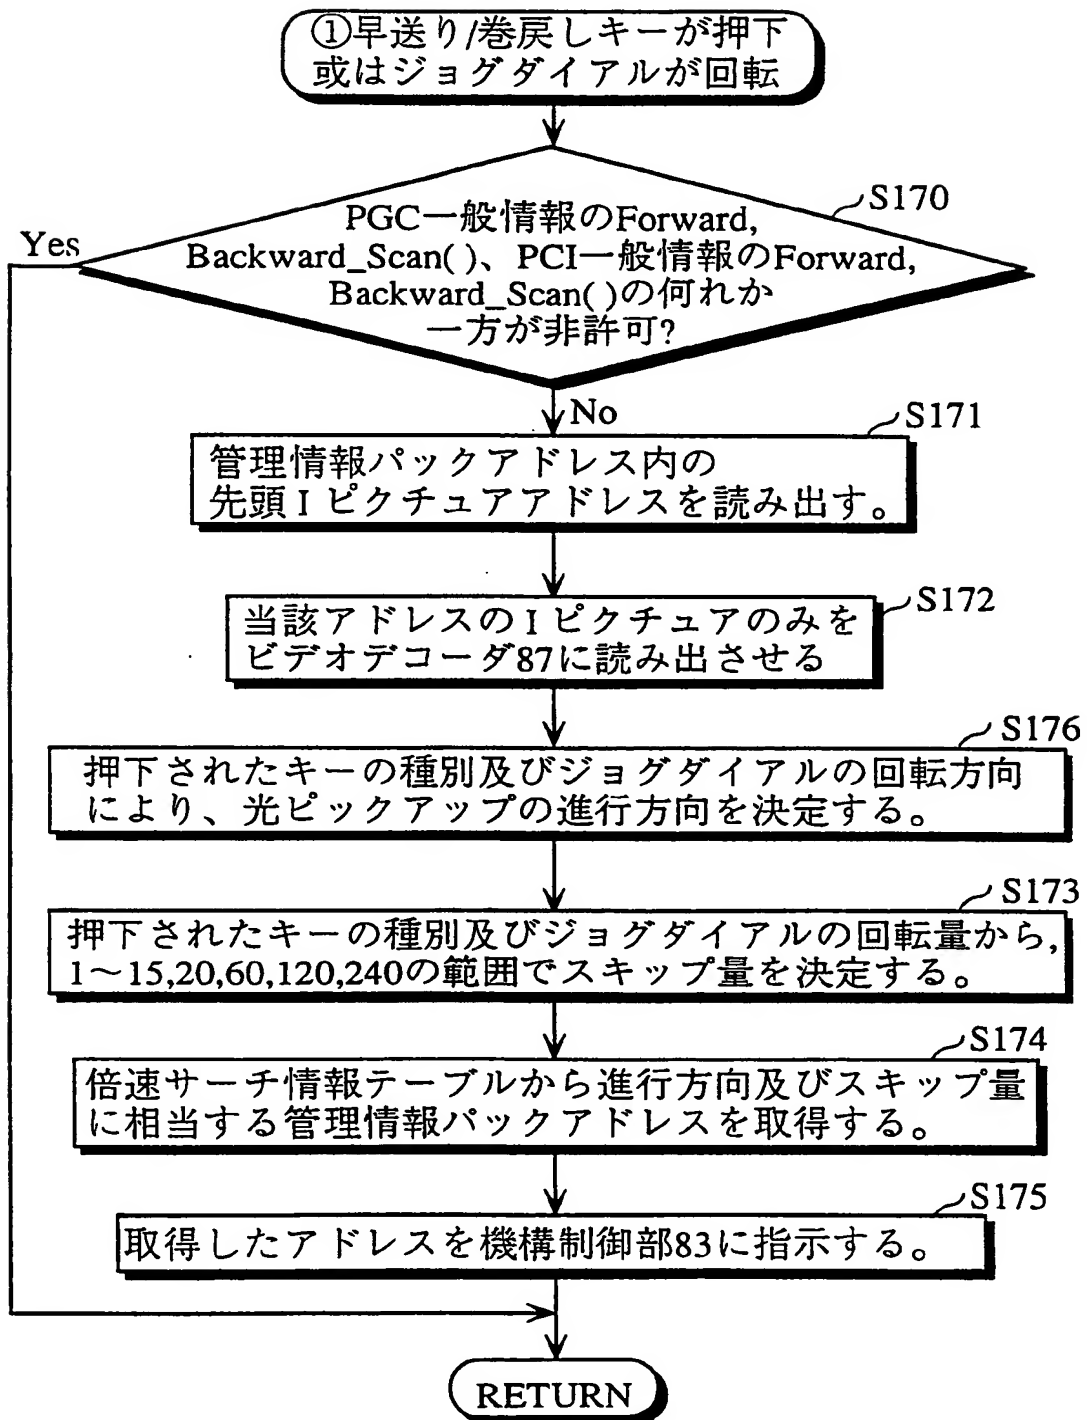 ①早送り/巻戻しキーが押下
或はジョグダイアルが回転
S170
PGC一般情報のForward,
Yes
Backward_Scan( )、PCI一般情報のForward,
Backward_Scan( )の何れか
一方が非許可?
No
S171
管理情報パックアドレス内の
先頭Iピクチュアアドレスを読み出す。
S172
当該アドレスのIピクチュアのみを
ビデオデコーダ87に読み出させる
S176
押下されたキーの種別及びジョグダイアルの回転方向
により、光ピックアップの進行方向を決定する。
S173
押下されたキーの種別及びジョグダイアルの回転量から,
1〜15,20,60,120,240の範囲でスキップ量を決定する。
S174
倍速サーチ情報テーブルから進行方向及びスキップ量
に相当する管理情報パックアドレスを取得する。
S175
取得したアドレスを機構制御部83に指示する。
RETURN